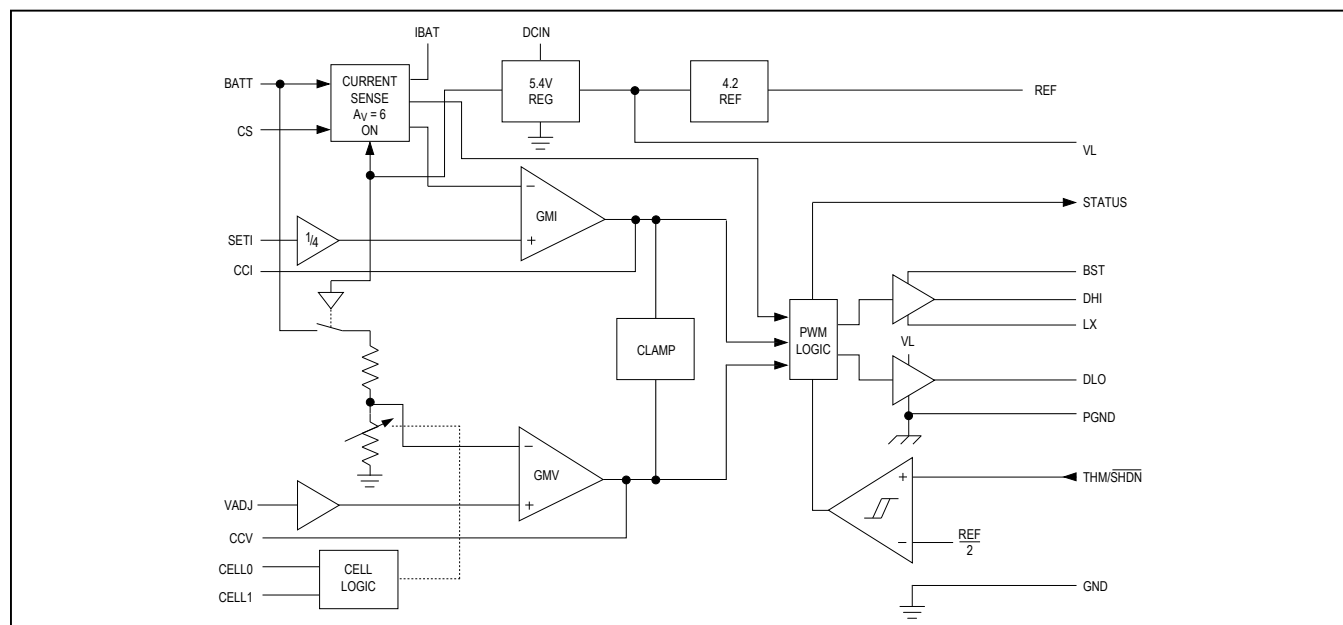 IBAT
DCIN
BATT
CURRENT
SENSE
AV = 6
ON
5.4V
REG
4.2
REF
REF
CS
VL
−
GMI
+
STATUS
SETI
1/4
CCI
BST
DHI
LX
CLAMP
PWM
LOGIC
VL
DLO
PGND
−
GMV
+
+
THM/SHDN
−
REF
2
VADJ
CCV
CELL0
CELL
LOGIC
CELL1
GND